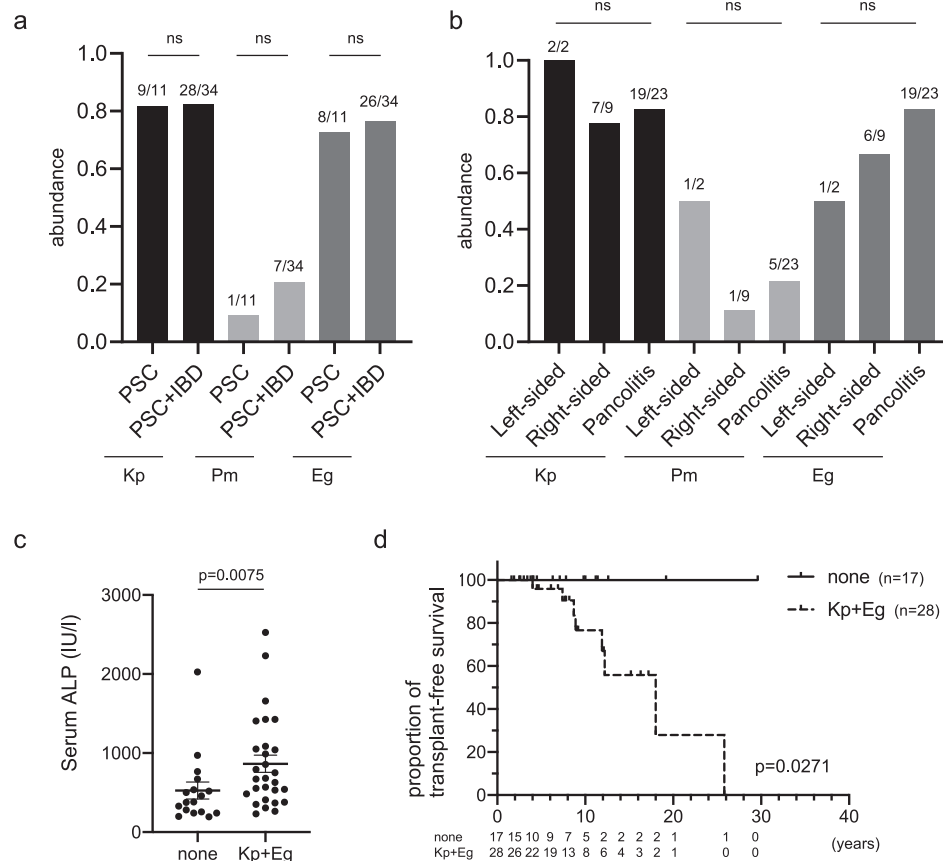 a
ns ns ns
1.0
0.8
0.6
0.4
0.2
0.0
abundance
9/11 28/34 1/11 7/34 8/11 26/34
PSC PSC+IBD PSC PSC+IBD PSC PSC+IBD
Kp Pm Eg
b
ns ns ns
1.0
0.8
0.6
0.4
0.2
0.0
abundance
2/2 7/9 19/23 1/2 1/9 5/23 1/2 6/9 19/23
Left-sided Right-sided Pancolitis Left-sided Right-sided Pancolitis Left-sided Right-sided Pancolitis
Kp Pm Eg
c
p=0.0075
3000
2000
1000
0
Serum ALP (IU/l)
none Kp+Eg
d
100
80
60
40
20
0
proportion of
transplant-free survival
none (n=17)
Kp+Eg (n=28)
p=0.0271
0 10 20 30 40
(years)
none 17 15 10 9 7 5 2 2 2 2 1 1 0
Kp+Eg 28 26 22 19 13 8 6 4 3 2 1 0 0